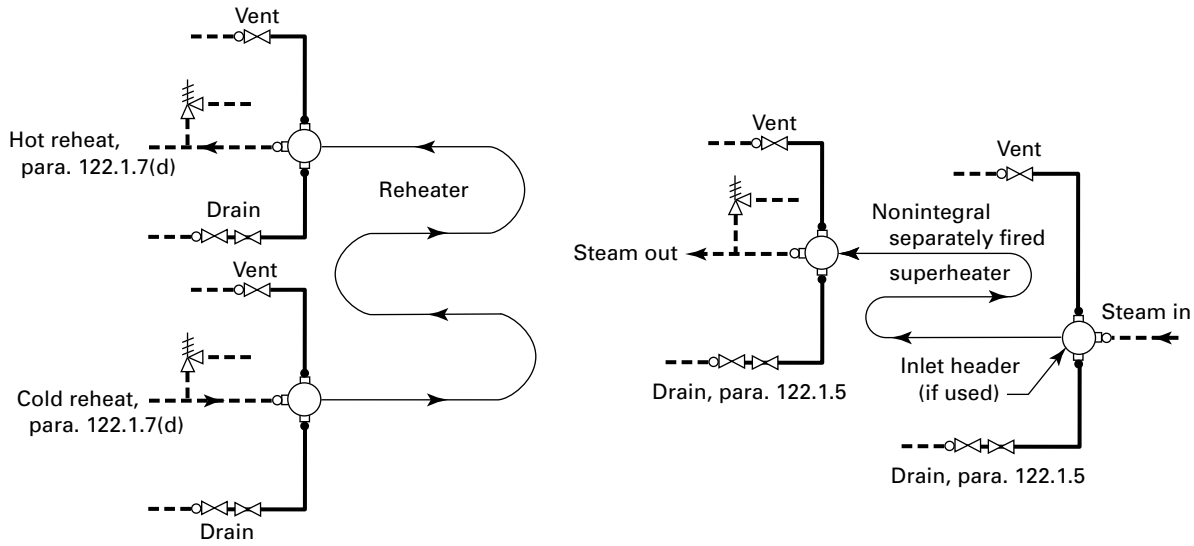 Vent
Hot reheat,
para. 122.1.7(d)
Reheater
Drain
Vent
Cold reheat,
para. 122.1.7(d)
Drain
Vent
Vent
Nonintegral
separately fired
superheater
Steam out
Steam in
Inlet header
(if used)
Drain, para. 122.1.5
Drain, para. 122.1.5